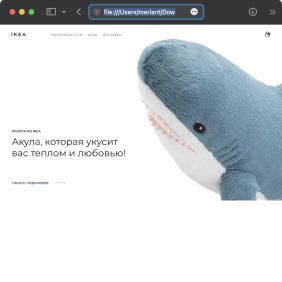 file:///Users/merlant/Dow
IKEA
Характеристики Цены Доставка
АКУЛА ИЗ ИКЕА
Акула, которая укусит
вас теплом и любовью!
УЗНАТЬ ПОДРОБНЕЕ